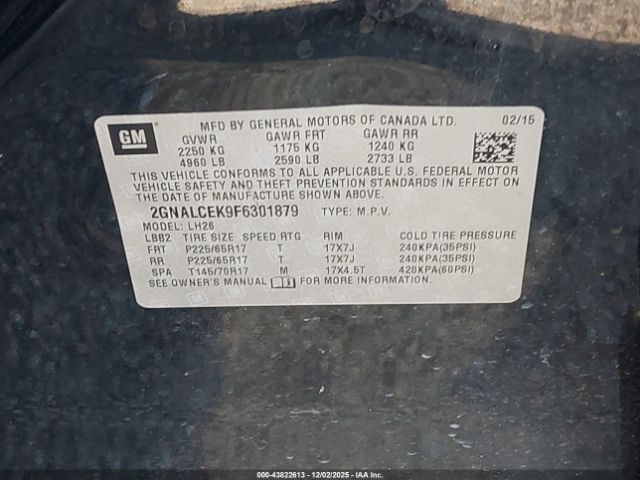 GM
MFD BY GENERAL MOTORS OF CANADA LTD. 02/15
GVWR GAWR FRT GAWR RR
2250 KG 1175 KG 1240 KG
4960 LB 2590 LB 2733 LB
THIS VEHICLE CONFORMS TO ALL APPLICABLE U.S. FEDERAL MOTOR
VEHICLE SAFETY AND THEFT PREVENTION STANDARDS IN EFFECT ON
THE DATE OF MANUFACTURE SHOWN ABOVE.
2GNALCEK9F6301879 TYPE: M.P.V.
MODEL: LH26
LBB2 TIRE SIZE SPEED RTG RIM COLD TIRE PRESSURE
FRT P225/65R17 T 17X7J 240KPA(35PSI)
RR P225/65R17 T 17X7J 240KPA(35PSI)
SPA T145/70R17 M 17X4.5T 420KPA(60PSI)
SEE OWNER'S MANUAL FOR MORE INFORMATION
000-43822613 - 12/02/2025 - IAAI.COM